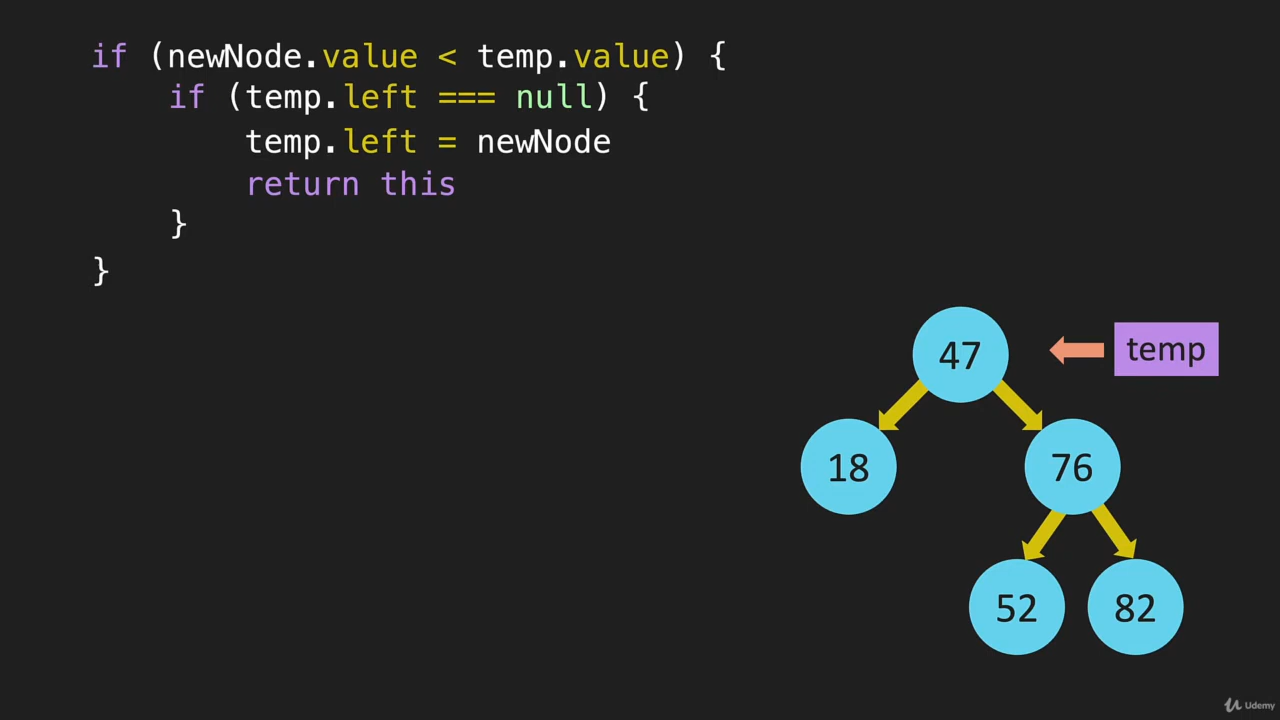 if (newNode.value < temp.value) {
    if (temp.left === null) {
        temp.left = newNode
        return this
    }
}
47
temp
18
76
52
82
Udemy